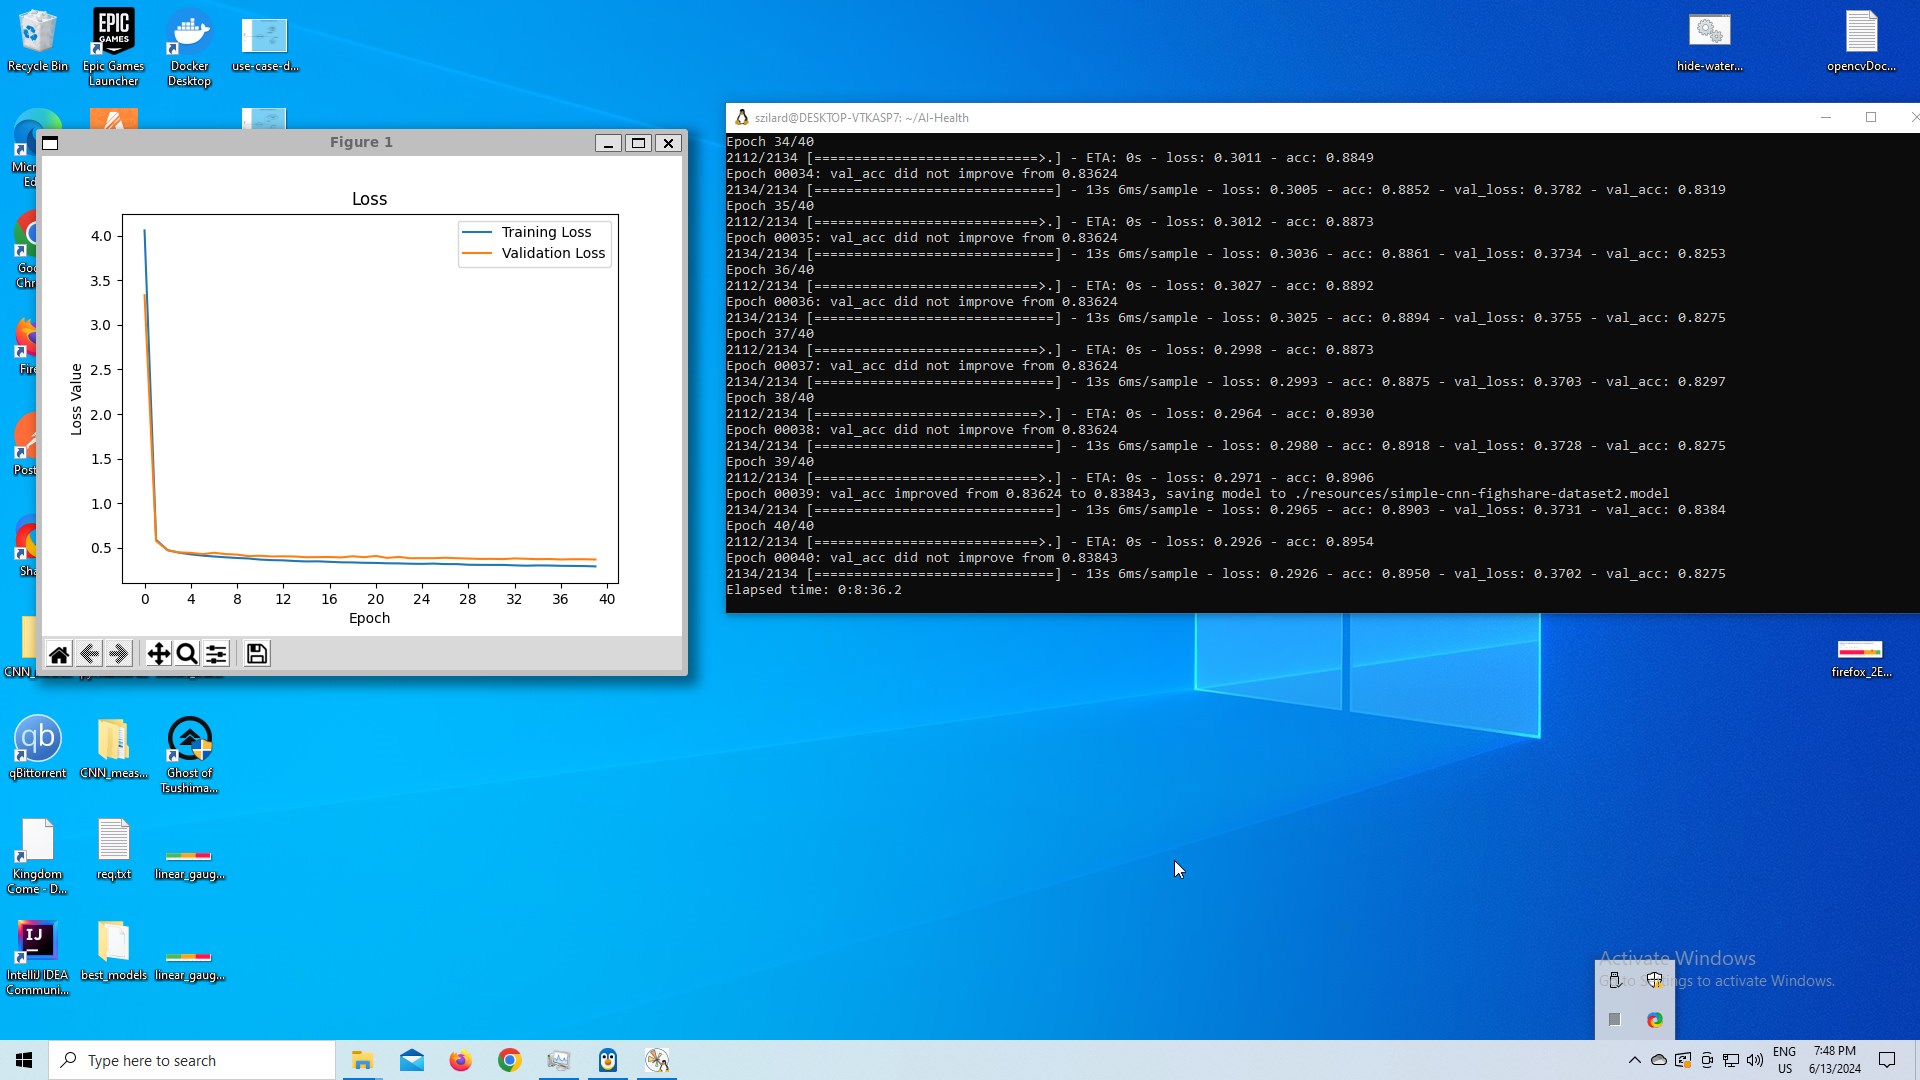 Recycle Bin
EPIC
GAMES
Epic Games
Launcher
Docker
Desktop
use-case-d...
hide-water...
opencvDoc...
Figure 1
Loss
Training Loss
Validation Loss
4.0
3.5
3.0
2.5
2.0
1.5
1.0
0.5
Loss Value
0 4 8 12 16 20 24 28 32 36 40
Epoch
szilard@DESKTOP-VTKASP7: ~/AI-Health
Epoch 34/40
2112/2134 [============================>.] - ETA: 0s - loss: 0.3011 - acc: 0.8849
Epoch 00034: val_acc did not improve from 0.83624
2134/2134 [==============================] - 13s 6ms/sample - loss: 0.3005 - acc: 0.8852 - val_loss: 0.3782 - val_acc: 0.8319
Epoch 35/40
2112/2134 [============================>.] - ETA: 0s - loss: 0.3012 - acc: 0.8873
Epoch 00035: val_acc did not improve from 0.83624
2134/2134 [==============================] - 13s 6ms/sample - loss: 0.3036 - acc: 0.8861 - val_loss: 0.3734 - val_acc: 0.8253
Epoch 36/40
2112/2134 [============================>.] - ETA: 0s - loss: 0.3027 - acc: 0.8892
Epoch 00036: val_acc did not improve from 0.83624
2134/2134 [==============================] - 13s 6ms/sample - loss: 0.3025 - acc: 0.8894 - val_loss: 0.3755 - val_acc: 0.8275
Epoch 37/40
2112/2134 [============================>.] - ETA: 0s - loss: 0.2998 - acc: 0.8873
Epoch 00037: val_acc did not improve from 0.83624
2134/2134 [==============================] - 13s 6ms/sample - loss: 0.2993 - acc: 0.8875 - val_loss: 0.3703 - val_acc: 0.8297
Epoch 38/40
2112/2134 [============================>.] - ETA: 0s - loss: 0.2964 - acc: 0.8930
Epoch 00038: val_acc did not improve from 0.83624
2134/2134 [==============================] - 13s 6ms/sample - loss: 0.2980 - acc: 0.8918 - val_loss: 0.3728 - val_acc: 0.8275
Epoch 39/40
2112/2134 [============================>.] - ETA: 0s - loss: 0.2971 - acc: 0.8906
Epoch 00039: val_acc improved from 0.83624 to 0.83843, saving model to ./resources/simple-cnn-fighshare-dataset2.model
2134/2134 [==============================] - 13s 6ms/sample - loss: 0.2965 - acc: 0.8903 - val_loss: 0.3731 - val_acc: 0.8384
Epoch 40/40
2112/2134 [============================>.] - ETA: 0s - loss: 0.2926 - acc: 0.8954
Epoch 00040: val_acc did not improve from 0.83843
2134/2134 [==============================] - 13s 6ms/sample - loss: 0.2926 - acc: 0.8950 - val_loss: 0.3702 - val_acc: 0.8275
Elapsed time: 0:8:36.2
firefox_2E...
qb
qBittorrent
CNN_meas...
Ghost of
Tsushima...
Kingdom
Come - D...
req.txt
linear_gaug...
IJ
IntelliJ IDEA
Communi...
best_models
linear_gaug...
Activate Windows
Go to Settings to activate Windows.
Type here to search
ENG
US
7:48 PM
6/13/2024